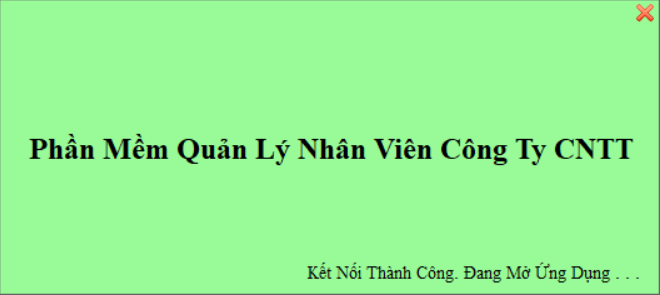 Phần Mềm Quản Lý Nhân Viên Công Ty CNTT
Kết Nối Thành Công. Đang Mở Ứng Dụng . . .